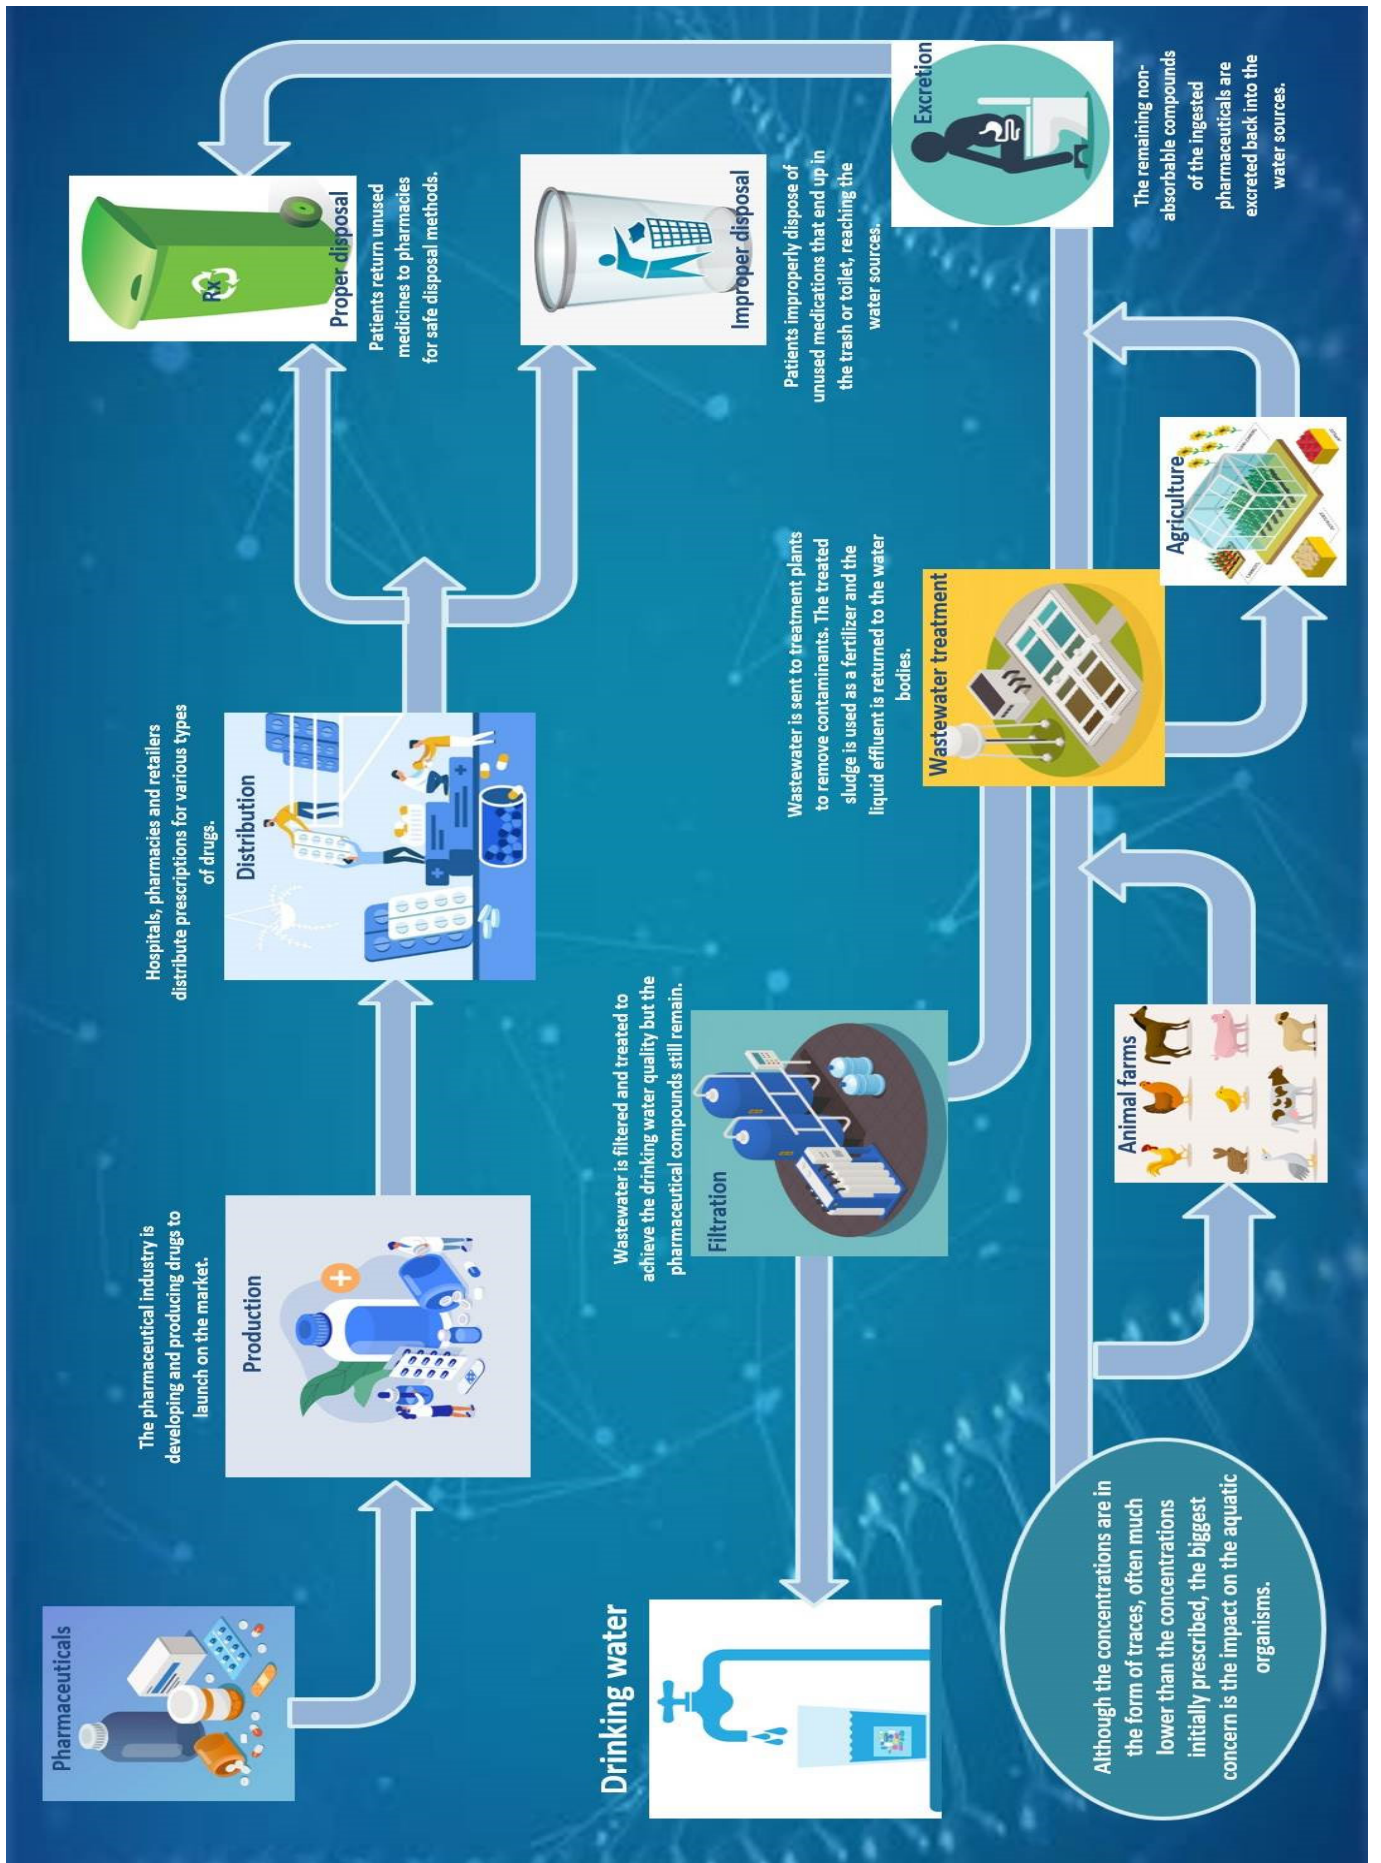 Pharmaceuticals
The pharmaceutical industry is
developing and producing drugs to
launch on the market.
Production
Hospitals, pharmacies and retailers
distribute prescriptions for various types
of drugs.
Distribution
Rx
Proper disposal
Patients return unused
medicines to pharmacies
for safe disposal methods.
Improper disposal
Patients improperly dispose of
unused medications that end up in
the trash or toilet, reaching the
water sources.
Excretion
The remaining non-
absorbable compounds
of the ingested
pharmaceuticals are
excreted back into the
water sources.
Agriculture
Wastewater is sent to treatment plants
to remove contaminants. The treated
sludge is used as a fertilizer and the
liquid effluent is returned to the water
bodies.
Wastewater treatment
Wastewater is filtered and treated to
achieve the drinking water quality but the
pharmaceutical compounds still remain.
Filtration
Animal farms
Drinking water
Although the concentrations are in
the form of traces, often much
lower than the concentrations
initially prescribed, the biggest
concern is the impact on the aquatic
organisms.